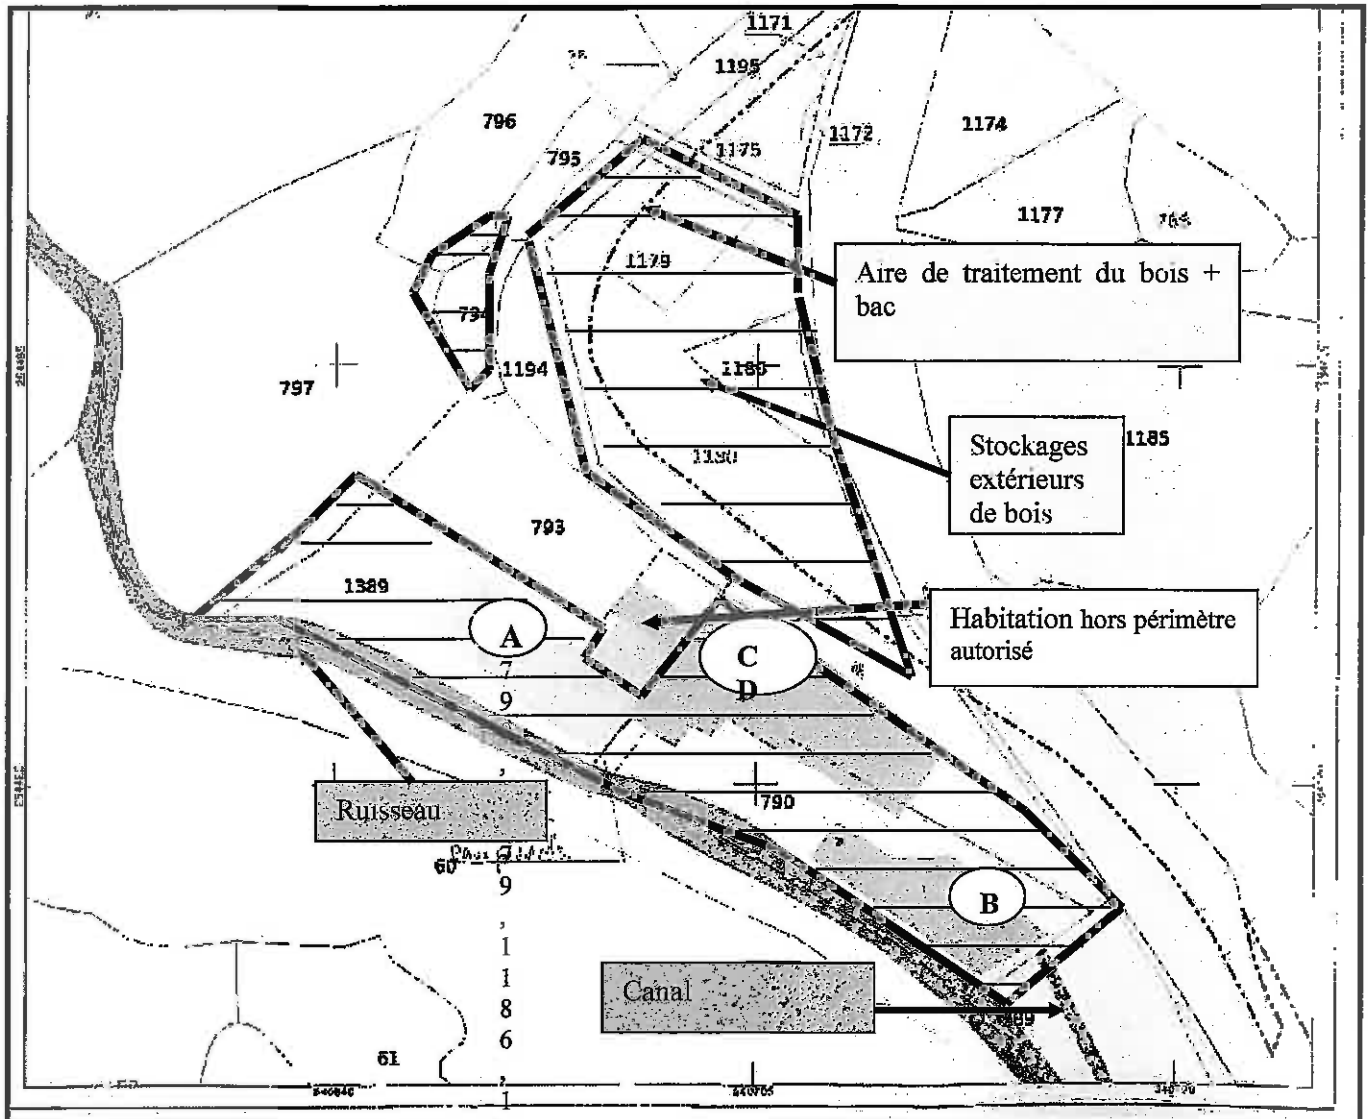 1171
1195
796
795
1175
1172
1174
1177
1179
Aire de traitement du bois +
bac
797
1194
1180
Stockages
extérieurs
de bois
1185
793
1389
A
C
D
Habitation hors périmètre
autorisé
7
9
,
790
Ruisseau
60
9
,
1
1
8
6
,
1
B
Canal
61